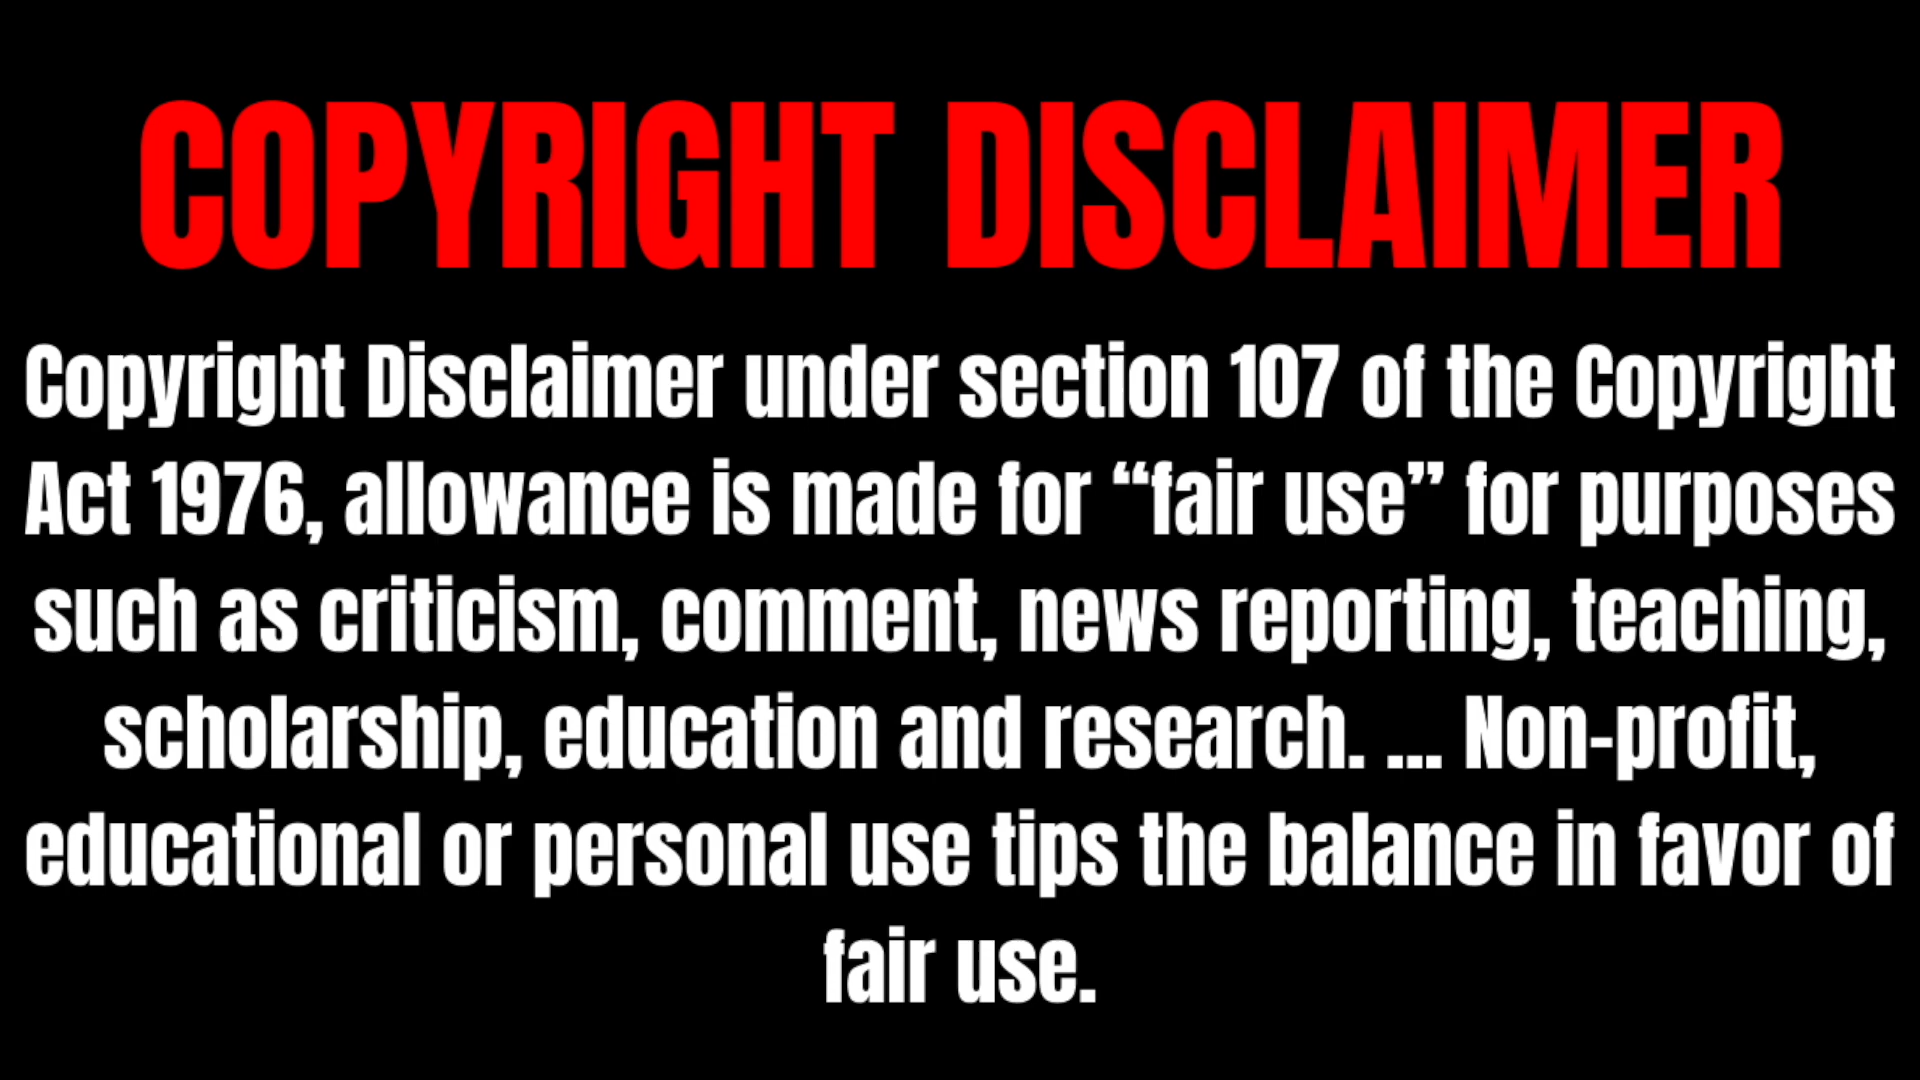 COPYRIGHT DISCLAIMER
Copyright Disclaimer under section 107 of the Copyright
Act 1976, allowance is made for “fair use” for purposes
such as criticism, comment, news reporting, teaching,
scholarship, education and research. ... Non-profit,
educational or personal use tips the balance in favor of
fair use.